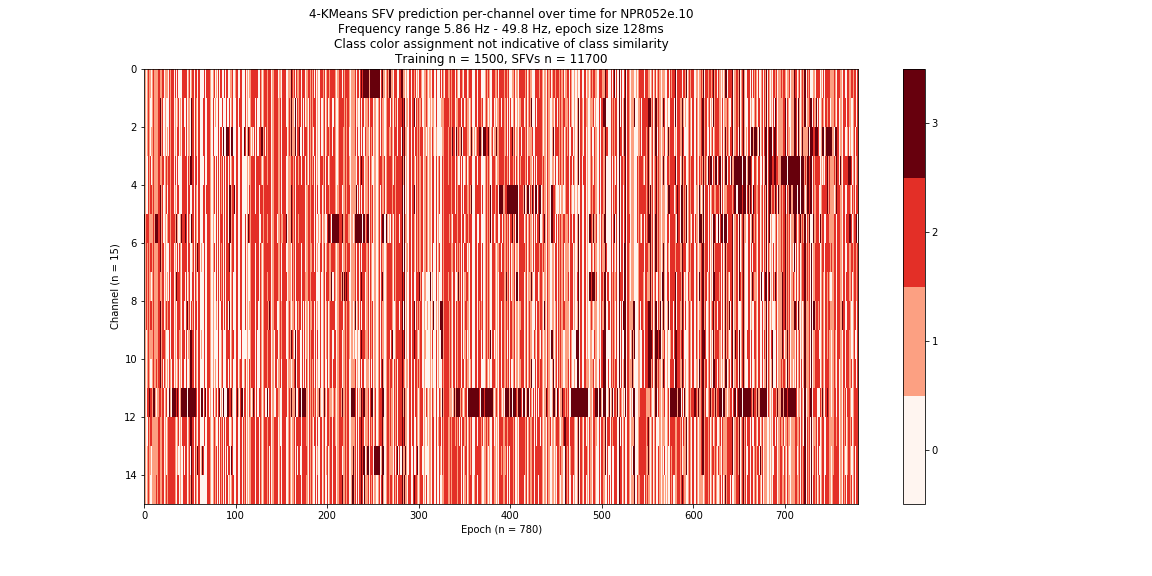 4-KMeans SFV prediction per-channel over time for NPR052e.10
Frequency range 5.86 Hz - 49.8 Hz, epoch size 128ms
Class color assignment not indicative of class similarity
Training n = 1500, SFVs n = 11700
0
2
4
6
8
10
12
14
Channel (n = 15)
0 100 200 300 400 500 600 700
Epoch (n = 780)
3
2
1
0